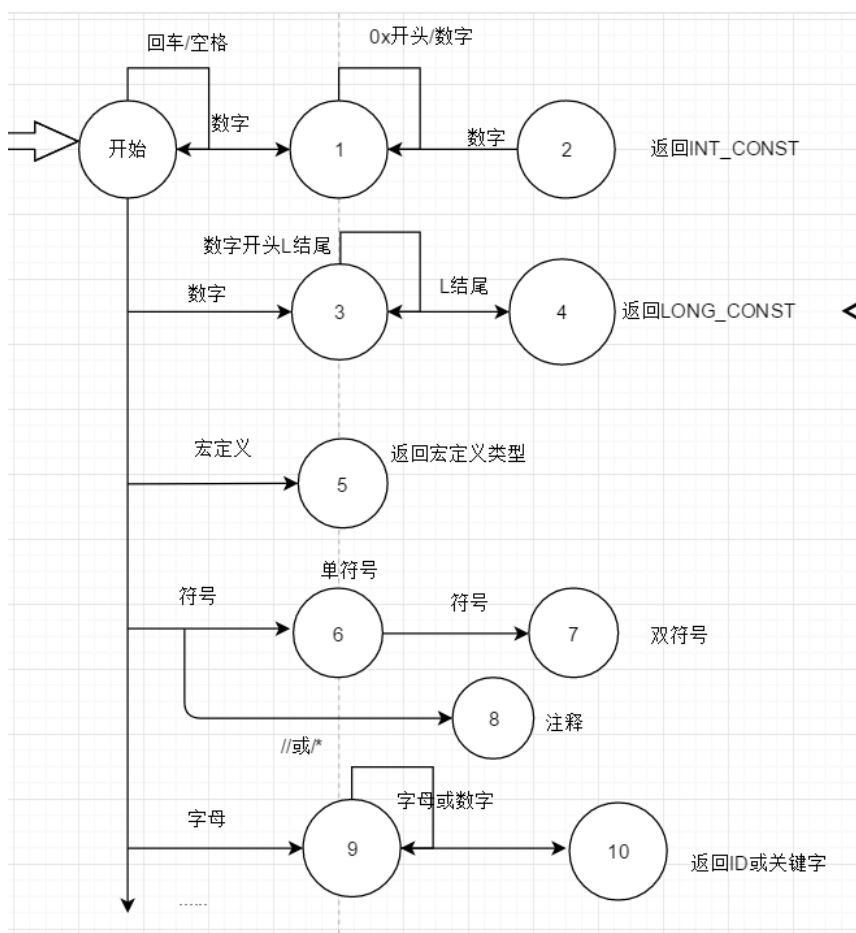 回车/空格
0x开头/数字
开始
数字
1
数字
2
返回INT_CONST
数字开头L结尾
数字
3
L结尾
4
返回LONG_CONST
宏定义
5
返回宏定义类型
单符号
符号
6
符号
7
双符号
8
注释
//或/*
字母
9
字母或数字
10
返回ID或关键字
......